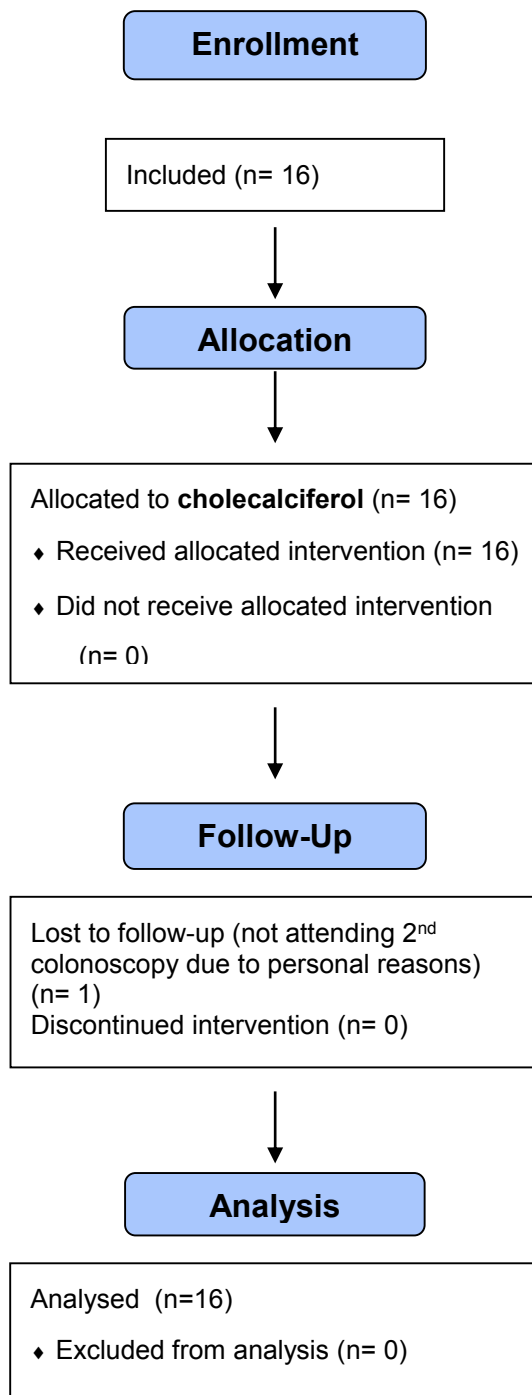 Enrollment
Included (n= 16)
Allocation
Allocated to cholecalciferol (n= 16)
♦ Received allocated intervention (n= 16)
♦ Did not receive allocated intervention
(n= 0)
Follow-Up
Lost to follow-up (not attending 2nd
colonoscopy due to personal reasons)
(n= 1)
Discontinued intervention (n= 0)
Analysis
Analysed (n=16)
♦ Excluded from analysis (n= 0)